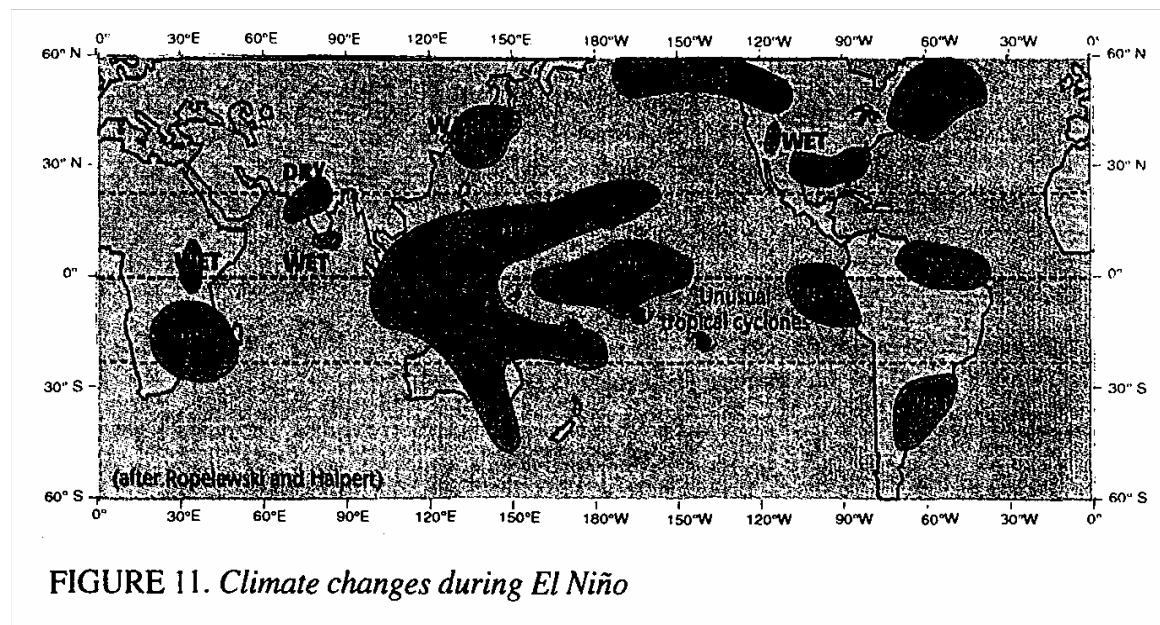 0° 30°E 60°E 90°E 120°E 150°E 180°W 150°W 120°W 90°W 60°W 30°W 0°
60° N 60° N
WET
30° N 30° N
DRY
WET WET
0° 0°
Unusual
tropical cyclones
30° S 30° S
(after Ropelewski and Halpert)
60° S 60° S
0° 30°E 60°E 90°E 120°E 150°E 180°W 150°W 120°W 90°W 60°W 30°W 0°
FIGURE 11. Climate changes during El Niño